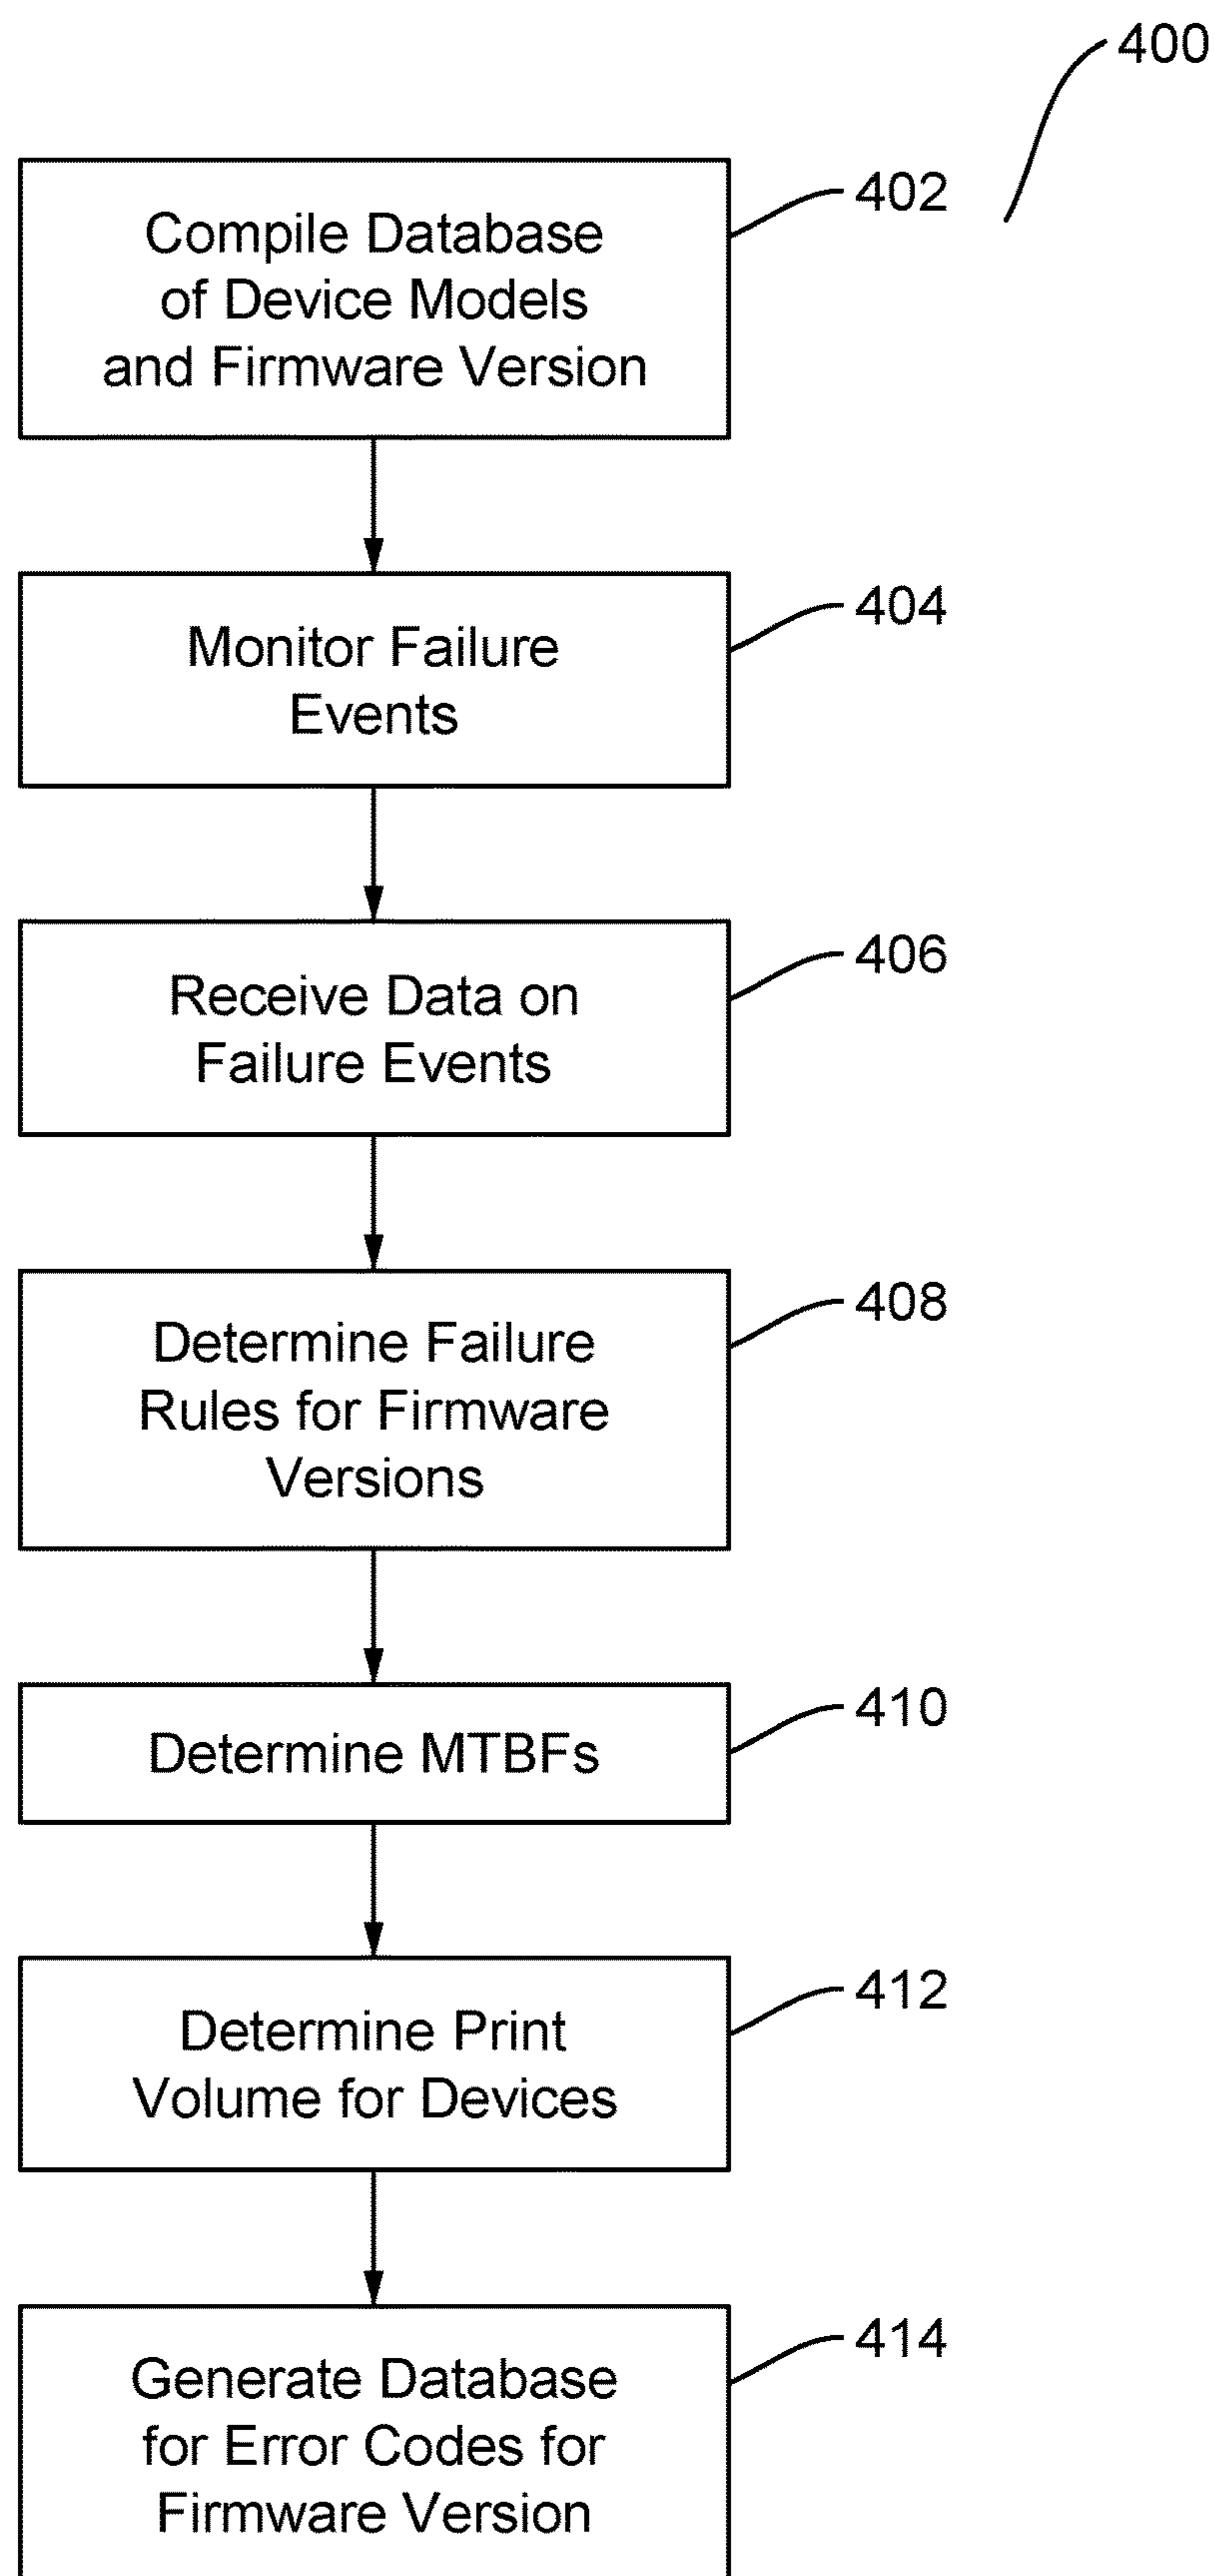 400
402
Compile Database
of Device Models
and Firmware Version
404
Monitor Failure
Events
406
Receive Data on
Failure Events
408
Determine Failure
Rules for Firmware
Versions
410
Determine MTBFs
412
Determine Print
Volume for Devices
414
Generate Database
for Error Codes for
Firmware Version